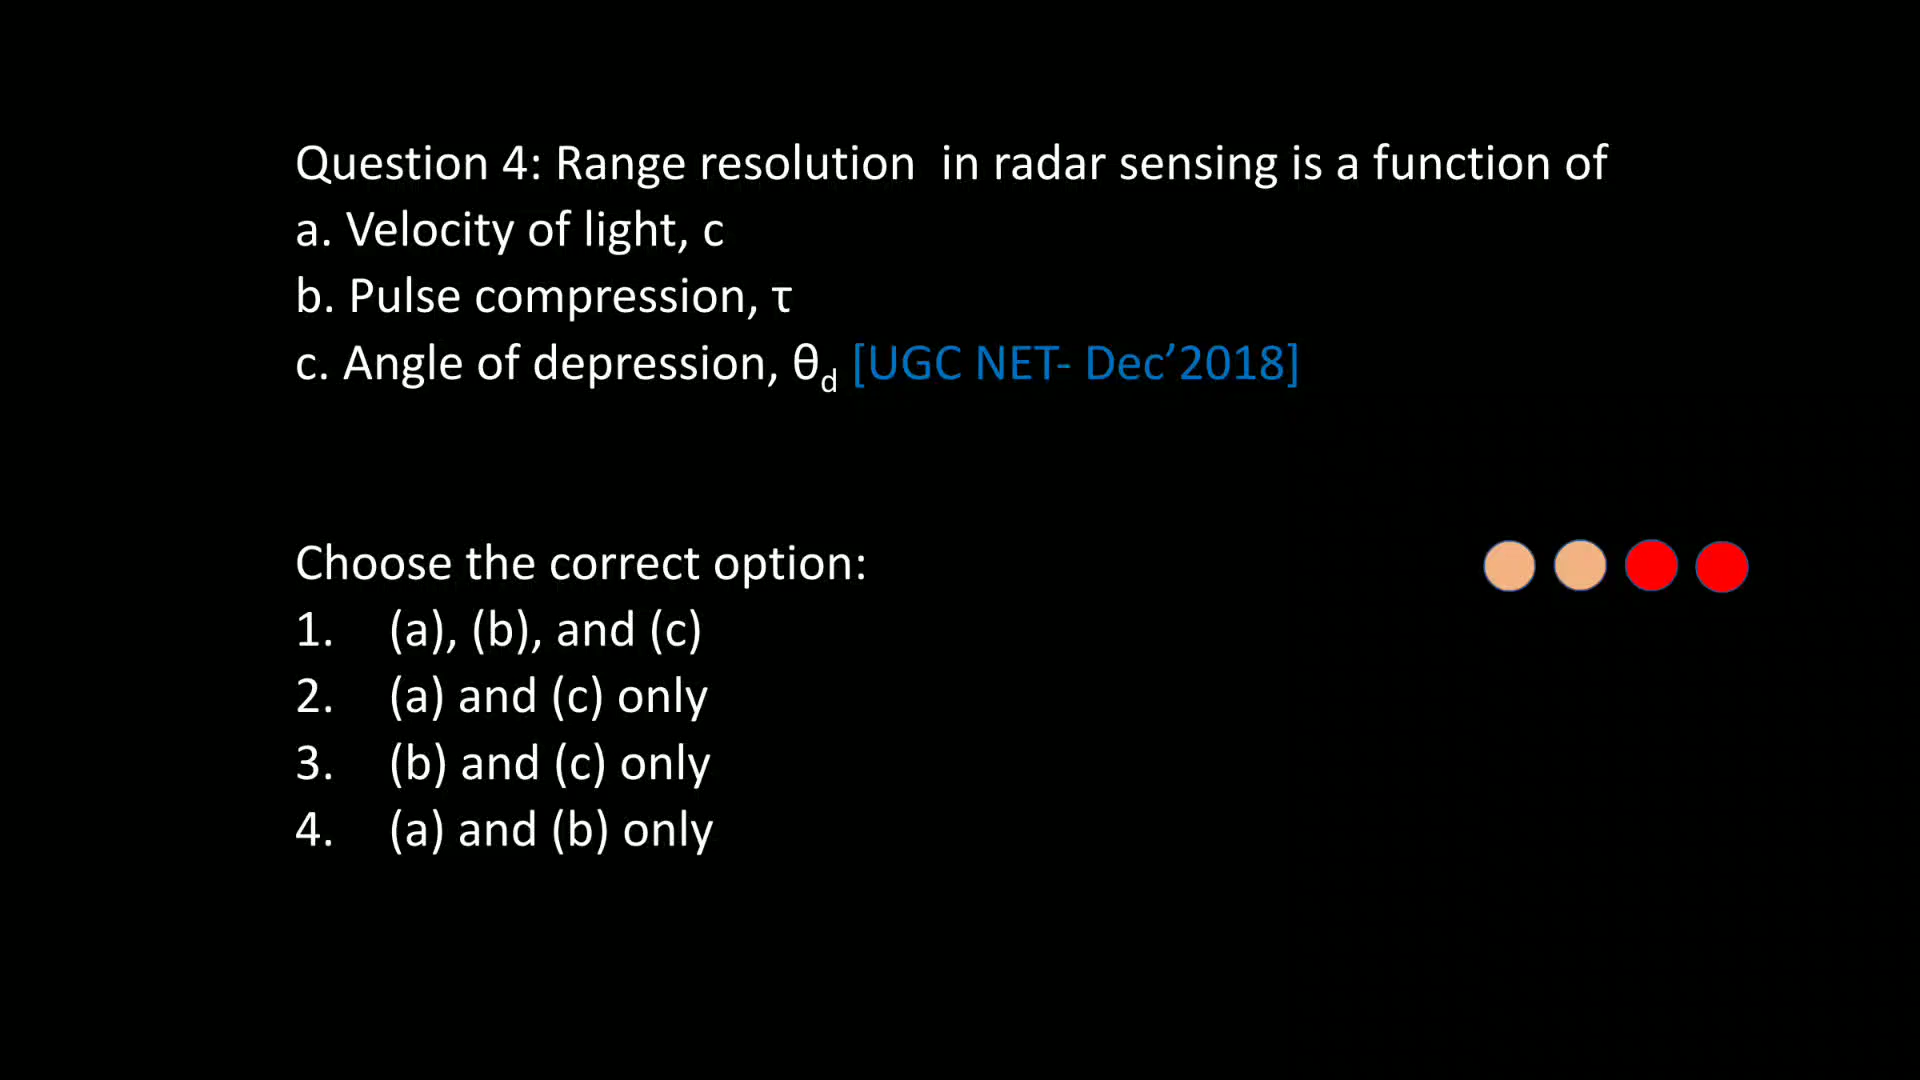 Question 4: Range resolution  in radar sensing is a function of
a. Velocity of light, c
b. Pulse compression, τ
c. Angle of depression, θd [UGC NET- Dec’2018]
Choose the correct option:
1. (a), (b), and (c)
2. (a) and (c) only
3. (b) and (c) only
4. (a) and (b) only